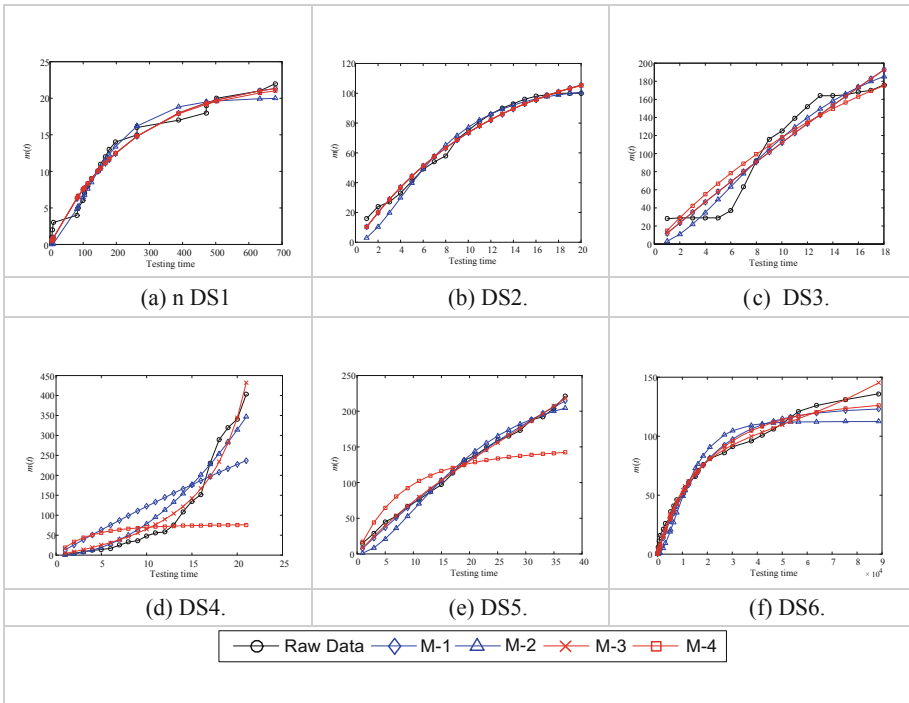 25
20
15
10
5
0
m(t)
0 100 200 300 400 500 600 700
Testing time
(a) n DS1
120
100
80
60
40
20
0
m(t)
0 2 4 6 8 10 12 14 16 18 20
Testing time
(b) DS2.
200
180
160
140
120
100
80
60
40
20
0
m(t)
0 2 4 6 8 10 12 14 16 18
Testing time
(c) DS3.
450
400
350
300
250
200
150
100
50
0
m(t)
0 5 10 15 20 25
Testing time
(d) DS4.
250
200
150
100
50
0
m(t)
0 5 10 15 20 25 30 35 40
Testing time
(e) DS5.
150
100
50
0
m(t)
0 1 2 3 4 5 6 7 8 9
× 10⁴
Testing time
(f) DS6.
Raw Data M-1 M-2 M-3 M-4